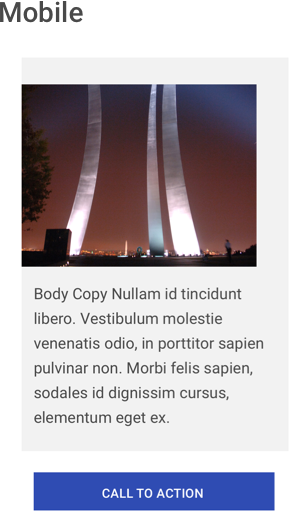 Mobile
Body Copy Nullam id tincidunt
libero. Vestibulum molestie
venenatis odio, in porttitor sapien
pulvinar non. Morbi felis sapien,
sodales id dignissim cursus,
elementum eget ex.
CALL TO ACTION